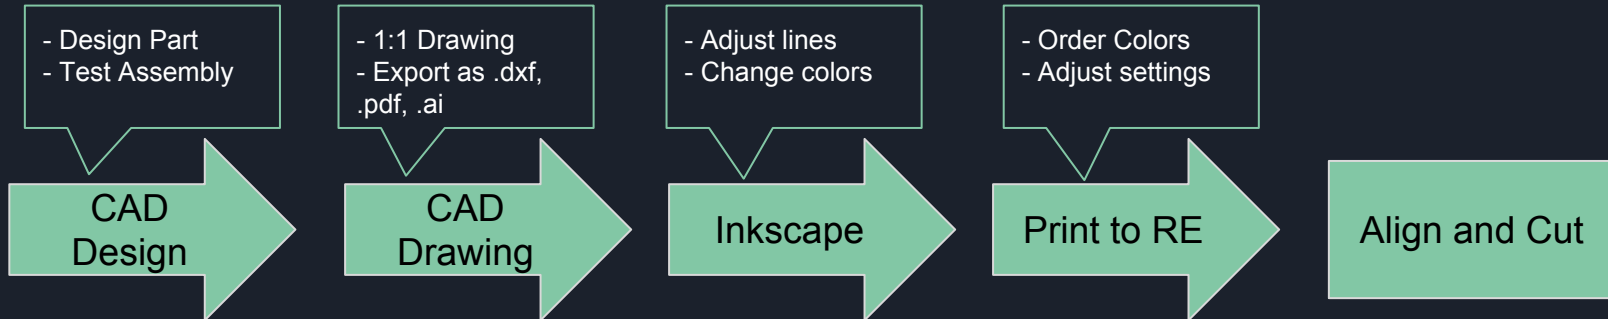 - Design Part
- Test Assembly
- 1:1 Drawing
- Export as .dxf,
.pdf, .ai
- Adjust lines
- Change colors
- Order Colors
- Adjust settings
CAD
Design
CAD
Drawing
Inkscape
Print to RE
Align and Cut